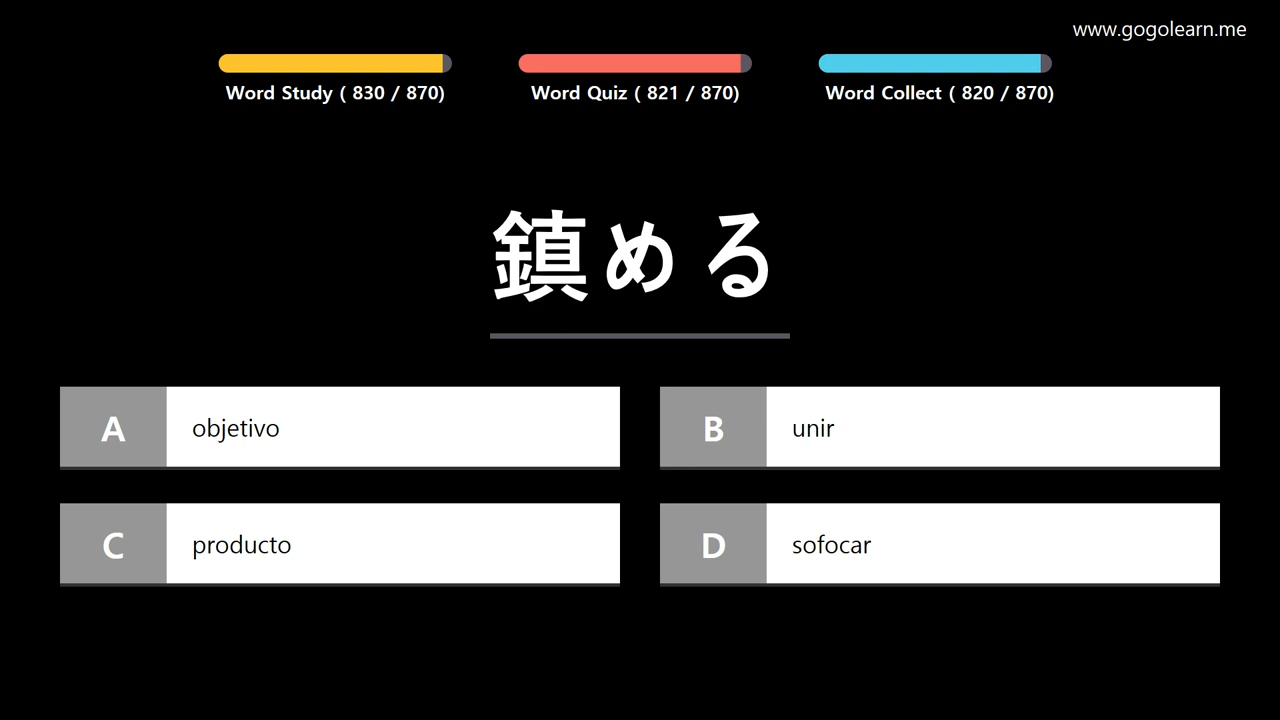 www.gogolearn.me
Word Study ( 830 / 870)
Word Quiz ( 821 / 870)
Word Collect ( 820 / 870)
鎮める
A objetivo
B unir
C producto
D sofocar